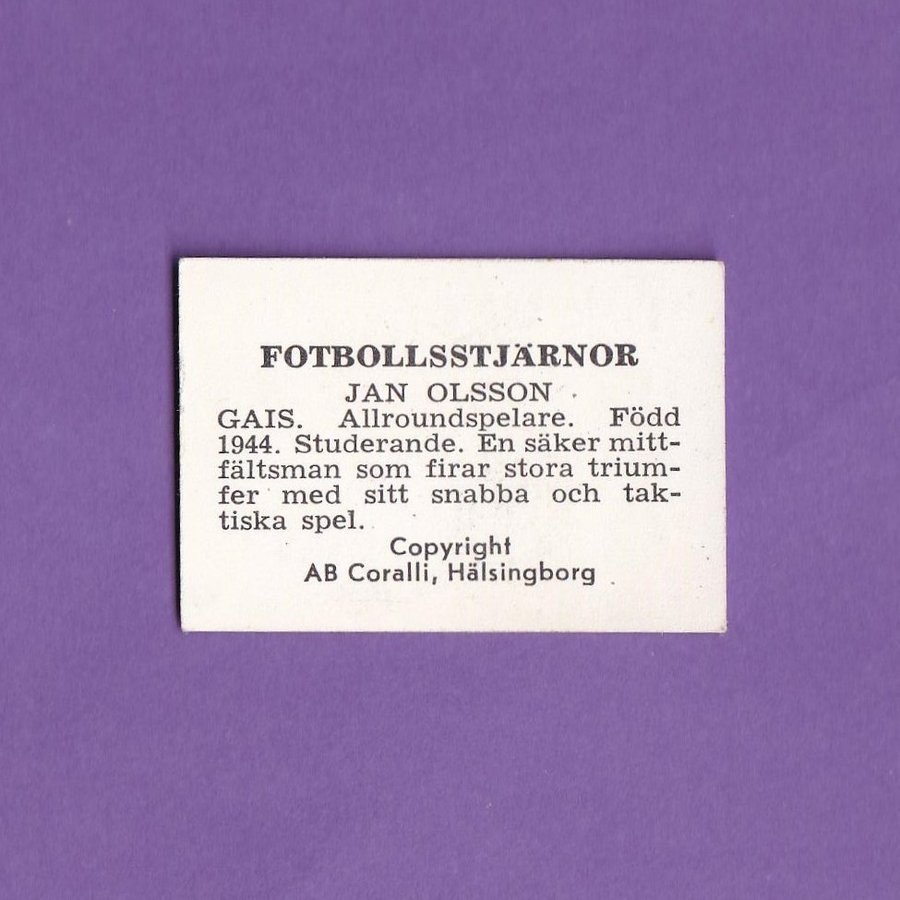 FOTBOLLSSTJÄRNOR
JAN OLSSON
GAIS. Allroundspelare. Född
1944. Studerande. En säker mitt-
fältsman som firar stora trium-
fer med sitt snabba och tak-
tiska spel.
Copyright
AB Coralli, Hälsingborg